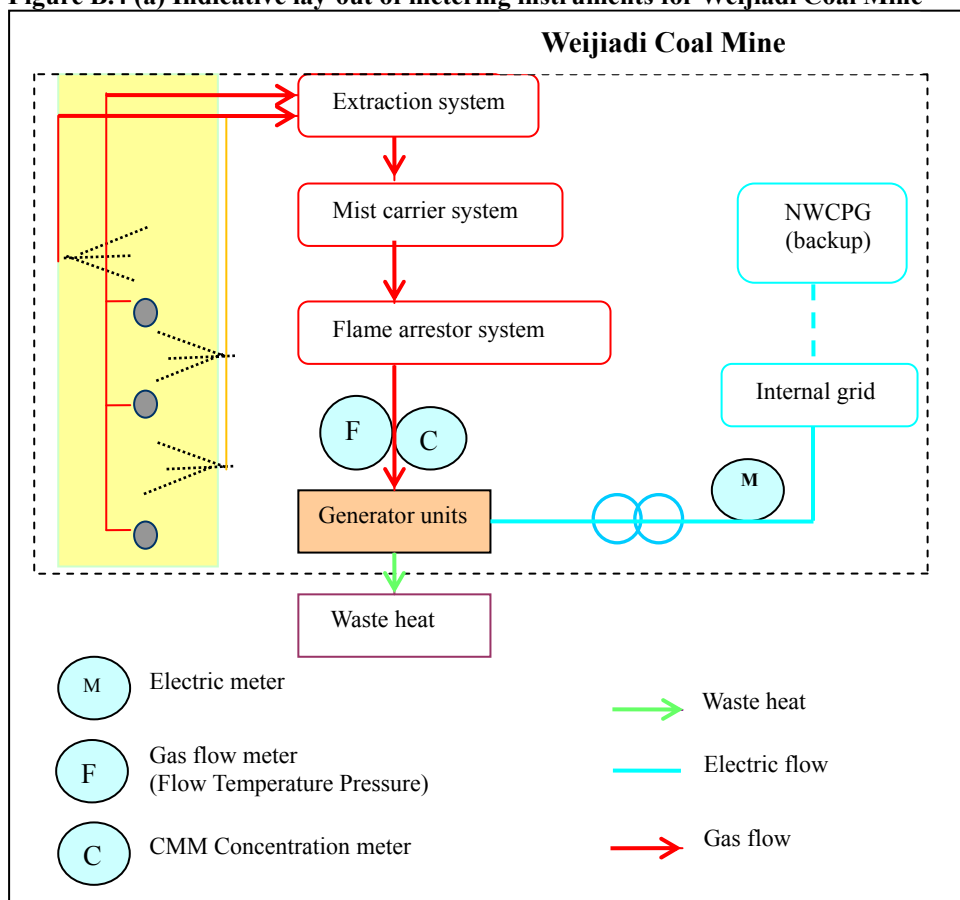 Figure B.4 (a) Indicative lay-out of metering instruments for Weijiadi Coal Mine
Weijiadi Coal Mine
Extraction system
Mist carrier system
NWCPG
(backup)
Flame arrestor system
Internal grid
F
C
M
Generator units
Waste heat
M
Electric meter
Waste heat
F
Gas flow meter
(Flow Temperature Pressure)
Electric flow
C
CMM Concentration meter
Gas flow